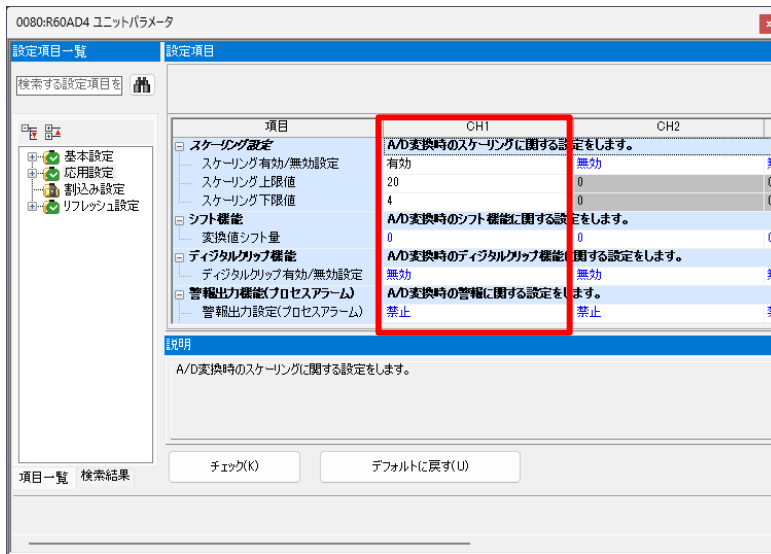 0080:R60AD4 ユニットパラメータ
設定項目一覧
設定項目
検索する設定項目を
基本設定
応用設定
割込み設定
リフレッシュ設定
項目 CH1 CH2
スケーリング設定 A/D変換時のスケーリングに関する設定をします。
スケーリング有効/無効設定 有効 無効
スケーリング上限値 20 0
スケーリング下限値 4 0
シフト機能 A/D変換時のシフト機能に関する設定をします。
変換値シフト量 0 0
ディジタルクリップ機能 A/D変換時のディジタルクリップ機能に関する設定をします。
ディジタルクリップ有効/無効設定 無効 無効
警報出力機能(プロセスアラーム) A/D変換時の警報に関する設定をします。
警報出力設定(プロセスアラーム) 禁止 禁止
説明
A/D変換時のスケーリングに関する設定をします。
項目一覧 検索結果
チェック(K) デフォルトに戻す(U)